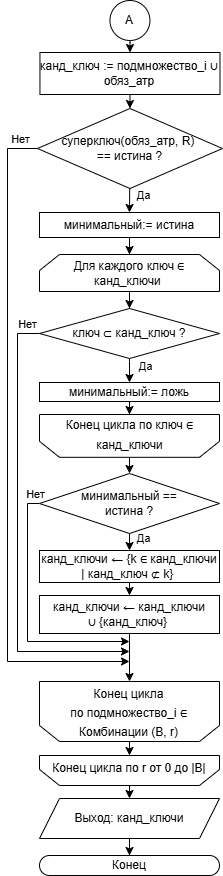 А
канд_ключ := подмножество_i ∪
обяз_атр
Нет
суперключ(обяз_атр, R)
== истина ?
Да
минимальный:= истина
Для каждого ключ ∈
канд_ключи
Нет
ключ ⊂ канд_ключ ?
Да
минимальный:= ложь
Конец цикла по ключ ∈
канд_ключи
Нет
минимальный ==
истина ?
Да
канд_ключи ← {k ∈ канд_ключи
| канд_ключ ⊄ k}
канд_ключи ← канд_ключи
∪ {канд_ключ}
Конец цикла
по подмножество_i ∈
Комбинации (B, r)
Конец цикла по r от 0 до |B|
Выход: канд_ключи
Конец